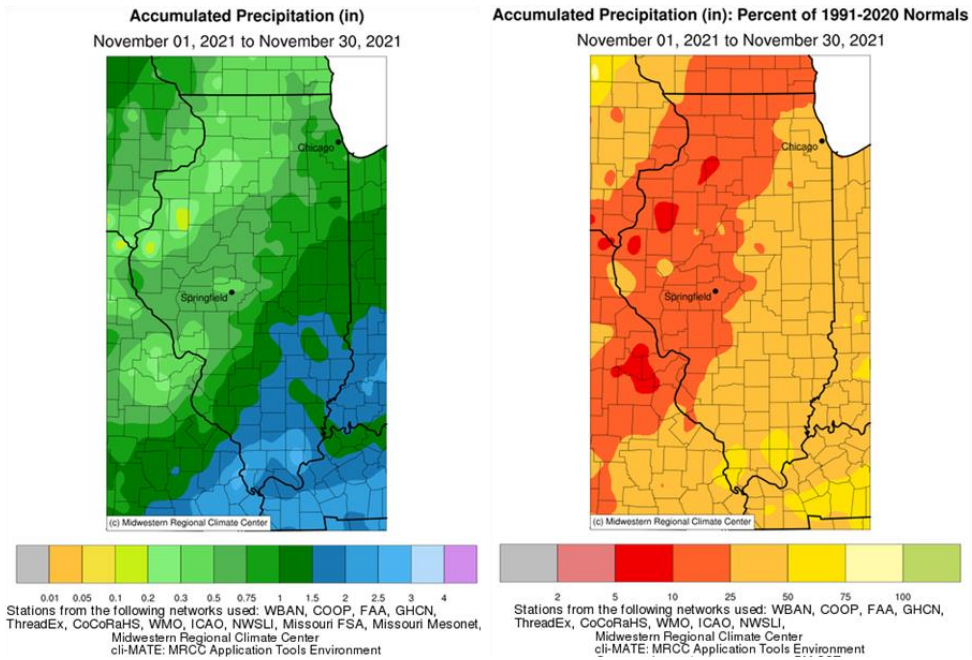 Accumulated Precipitation (in)
November 01, 2021 to November 30, 2021
Chicago
Springfield
(c) Midwestern Regional Climate Center
0.01 0.05 0.1 0.2 0.3 0.5 0.75 1 1.5 2 2.5 3 4
Stations from the following networks used: WBAN, COOP, FAA, GHCN,
ThreadEx, CoCoRaHS, WMO, ICAO, NWSLI, Missouri FSA, Missouri Mesonet,
Midwestern Regional Climate Center
cli-MATE: MRCC Application Tools Environment
Accumulated Precipitation (in): Percent of 1991-2020 Normals
November 01, 2021 to November 30, 2021
Chicago
Springfield
(c) Midwestern Regional Climate Center
2 5 10 25 50 75 100
Stations from the following networks used: WBAN, COOP, FAA, GHCN,
ThreadEx, CoCoRaHS, WMO, ICAO, NWSLI,
Midwestern Regional Climate Center
cli-MATE: MRCC Application Tools Environment